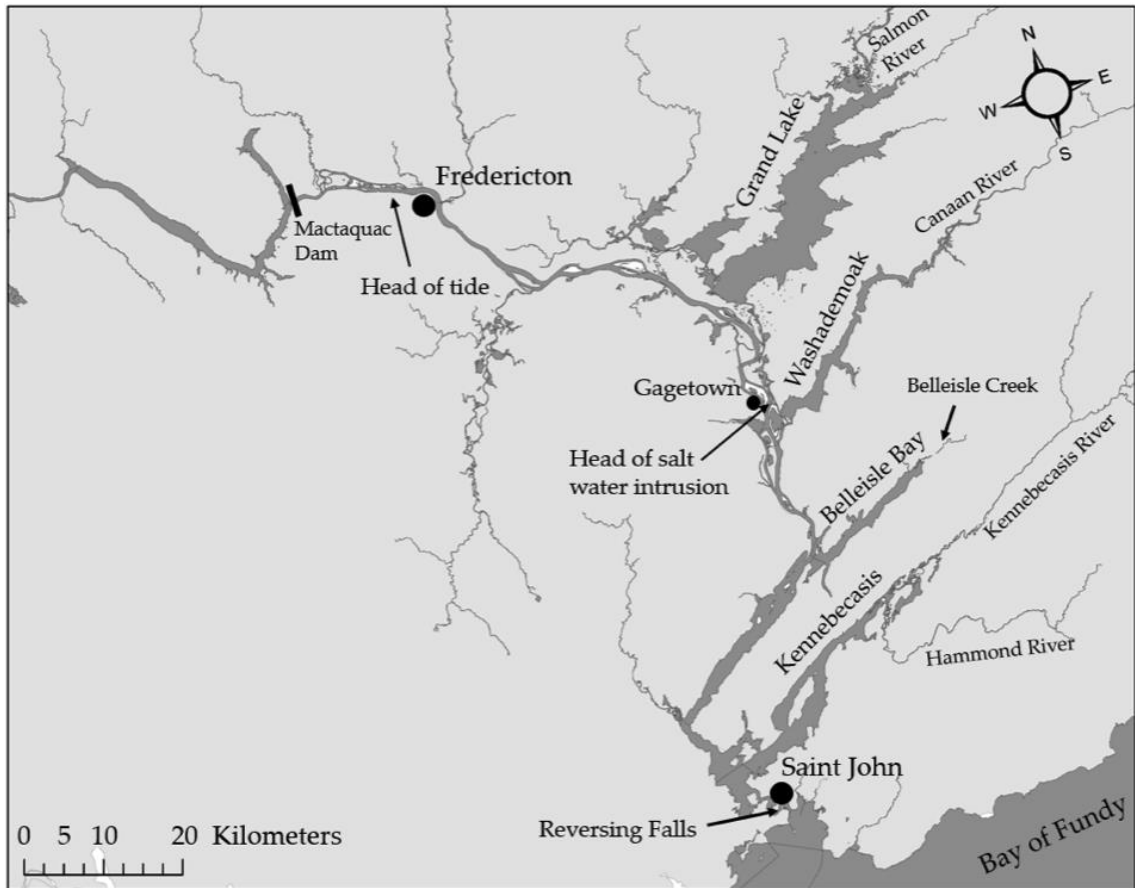 Salmon
River
N
E
W
S
Grand Lake
Canaan River
Fredericton
Mactaquac
Dam
Head of tide
Washademoak
Gagetown
Belleisle Creek
Head of salt
water intrusion
Belleisle Bay
Kennebecasis River
Kennebecasis
Hammond River
Saint John
Reversing Falls
Bay of Fundy
0 5 10 20 Kilometers